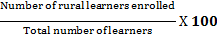 Number of rural learners enrolled
Total number of learners
X 100